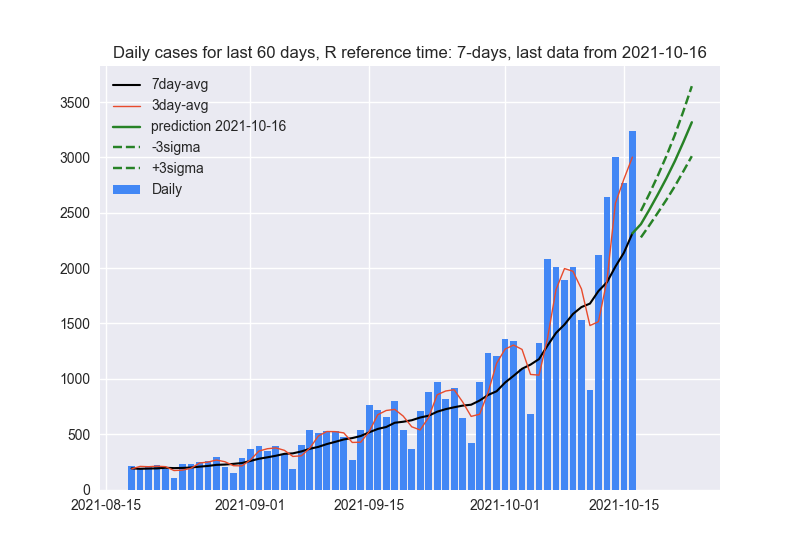 Daily cases for last 60 days, R reference time: 7-days, last data from 2021-10-16
7day-avg
3day-avg
prediction 2021-10-16
-3sigma
+3sigma
Daily
3500
3000
2500
2000
1500
1000
500
0
2021-08-15
2021-09-01
2021-09-15
2021-10-01
2021-10-15